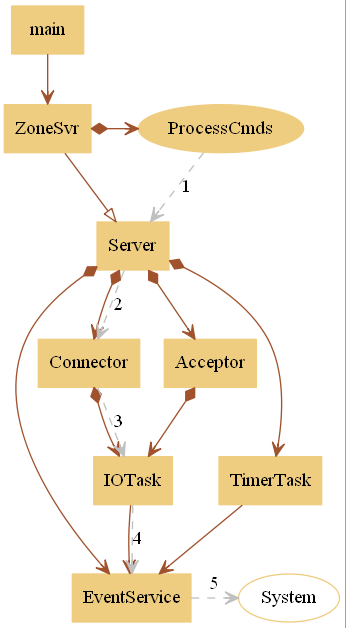 main
ZoneSvr
ProcessCmds
1
Server
2
Connector
Acceptor
3
IOTask
TimerTask
4
EventService
5
System